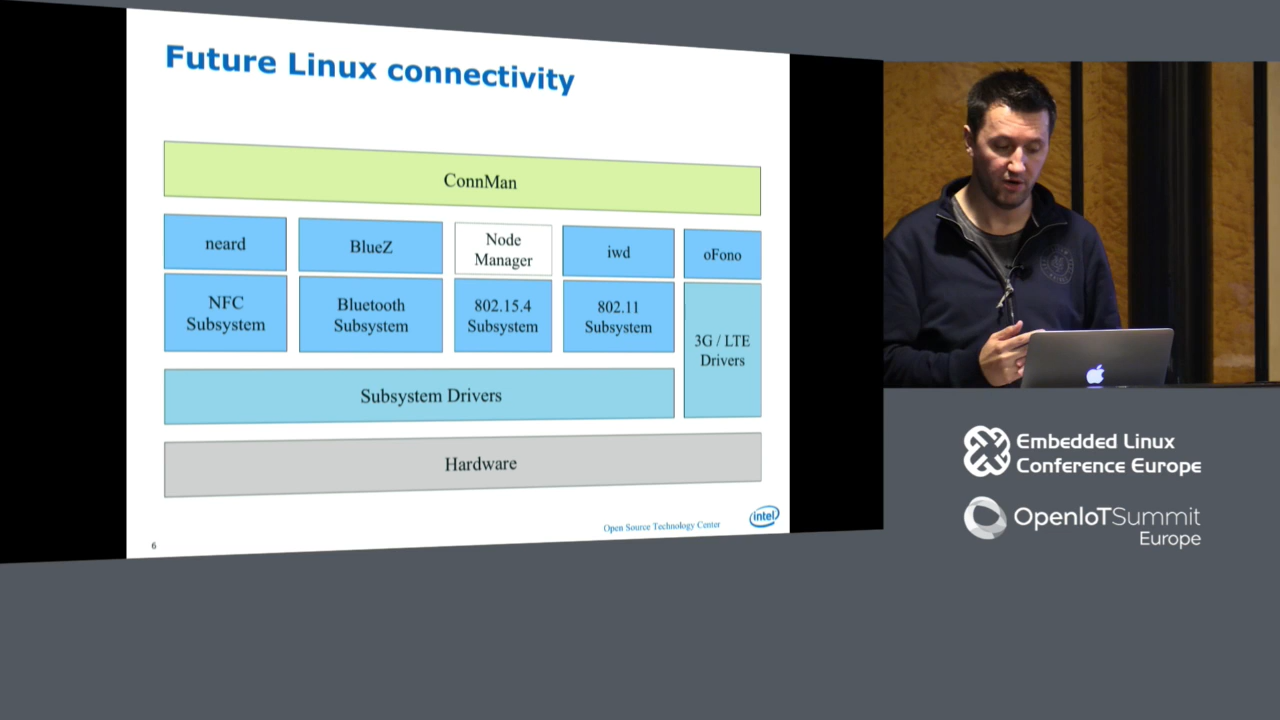 Future Linux connectivity
ConnMan
neard
BlueZ
Node
Manager
iwd
oFono
NFC
Subsystem
Bluetooth
Subsystem
802.15.4
Subsystem
802.11
Subsystem
3G / LTE
Drivers
Subsystem Drivers
Hardware
Open Source Technology Center
intel
6
Embedded Linux
Conference Europe
OpenIoTSummit
Europe